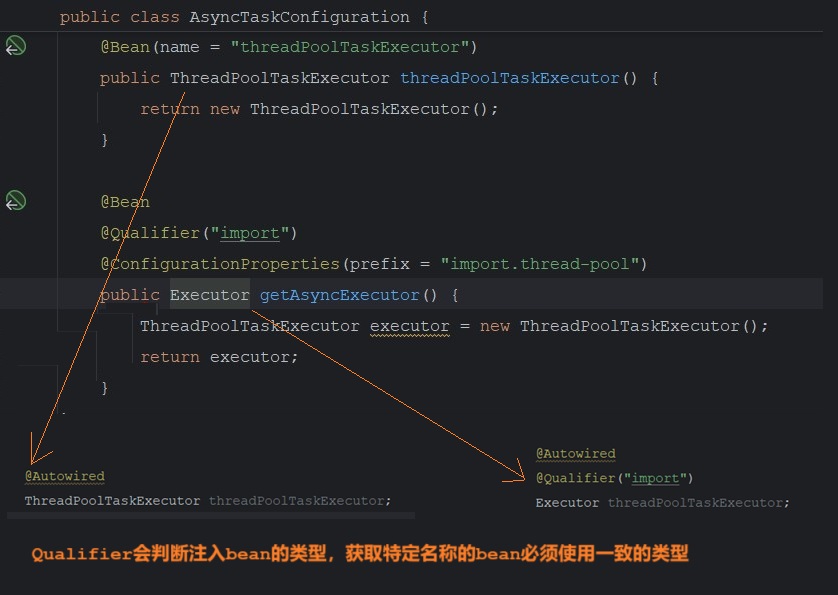 public class AsyncTaskConfiguration {
@Bean(name = "threadPoolTaskExecutor")
public ThreadPoolTaskExecutor threadPoolTaskExecutor() {
return new ThreadPoolTaskExecutor();
}
@Bean
@Qualifier("import")
@ConfigurationProperties(prefix = "import.thread-pool")
public Executor getAsyncExecutor() {
ThreadPoolTaskExecutor executor = new ThreadPoolTaskExecutor();
return executor;
}
@Autowired
ThreadPoolTaskExecutor threadPoolTaskExecutor;
@Autowired
@Qualifier("import")
Executor threadPoolTaskExecutor;
Qualifier会判断注入bean的类型，获取特定名称的bean必须使用一致的类型